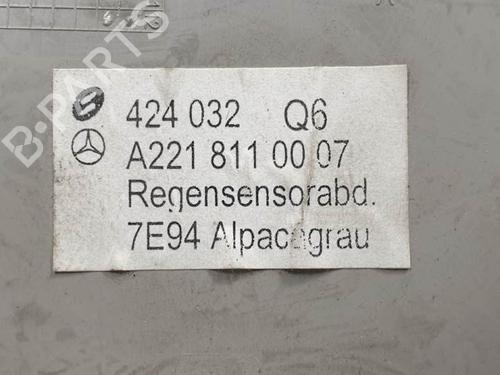 B-PARTS
424 032 Q6
A221 811 00 07
Regensensorabd.
7E94 Alpacagrau